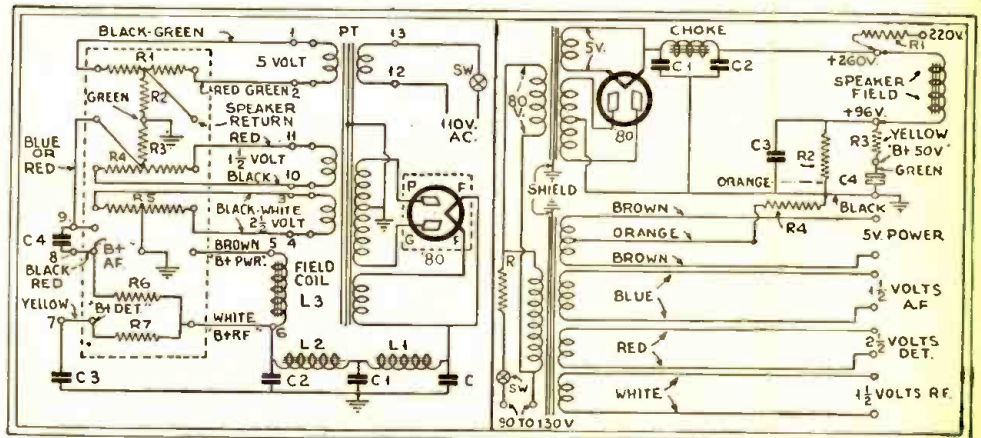 BLACK-GREEN
1
PT
13
R1
5 VOLT
RED GREEN 2
12
SW
R2
GREEN
SPEAKER
RETURN
110V.
AC.
R3
RED 11
BLUE
OR
RED
R4
1½ VOLT
BLACK 10
3
R5
BLACK-WHITE
2½ VOLT 4
P F
G F
'80
9
C4
8
B+
AF.
BLACK
RED
BROWN 5
"B+ PWR."
FIELD
COIL
L3
R6
YELLOW
7
"B+ DET."
R7
WHITE
"B+RF"
6
L2 L1
C3
C2
C1
C
5V.
CHOKE
C1 C2
R1
220V.
+260V.
SPEAKER
FIELD
80
V.
80
+96V.
C3
R2
R3
YELLOW
"B+50V"
GREEN
C4
SHIELD
ORANGE
BLACK
R4
BROWN
ORANGE
5V. POWER
BROWN
R
BLUE
1½ VOLTS
A.F
RED
2½ VOLTS
DET.
SW
WHITE
1½ VOLTS R.F.
90 TO 130 V